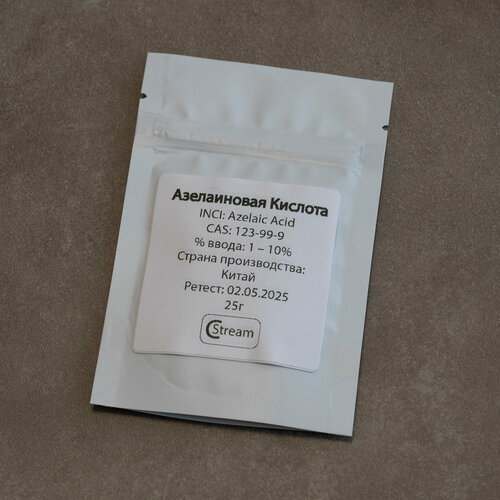 Азелаиновая Кислота
INCI: Azelaic Acid
CAS: 123-99-9
% ввода: 1 – 10%
Страна производства:
Китай
Ретест: 02.05.2025
25г
CStream